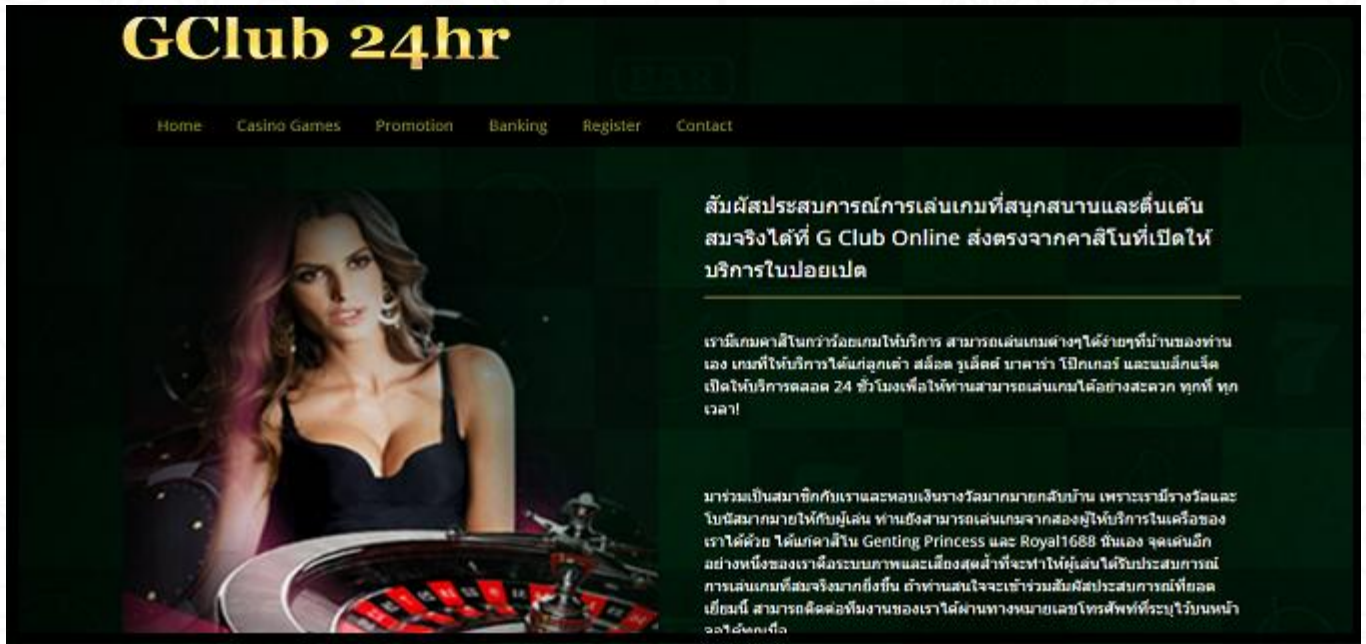 GClub 24hr
Home Casino Games Promotion Banking Register Contact
สัมผัสประสบการณ์การเล่นเกมที่สนุกสนานและตื่นเต้น
สมจริงได้ที่ G Club Online ส่งตรงจากคาสิโนที่เปิดให้
บริการในปอยเปต
เรามีเกมคาสิโนกว่าร้อยเกมให้บริการ สามารถเล่นเกมต่างๆได้ง่ายๆที่บ้านของท่าน
เอง เกมที่ให้บริการได้แก่ลูกเต๋า สล็อต รูเล็ตต์ บาคาร่า โป๊กเกอร์ และแบล็กแจ็ค
เปิดให้บริการตลอด 24 ชั่วโมงเพื่อให้ท่านสามารถเล่นเกมได้อย่างสะดวก ทุกที่ ทุก
เวลา!
มาร่วมเป็นสมาชิกกับเราและหอบเงินรางวัลมากมายกลับบ้าน เพราะเรามีรางวัลและ
โบนัสมากมายให้กับผู้เล่น ท่านยังสามารถเล่นเกมจากสองผู้ให้บริการในเครือของ
เราได้ด้วย ได้แก่คาสิโน Genting Princess และ Royal1688 นั่นเอง จุดเด่นอีก
อย่างหนึ่งของเราคือระบบภาพและเสียงสุดล้ำที่จะทำให้ผู้เล่นได้รับประสบการณ์
การเล่นเกมที่สมจริงมากยิ่งขึ้น ถ้าท่านสนใจจะเข้าร่วมสัมผัสประสบการณ์ที่ยอด
เยี่ยมนี้ สามารถติดต่อทีมงานของเราได้ผ่านทางหมายเลขโทรศัพท์ที่ระบุไว้บนหน้า
จอได้ทุกเมื่อ